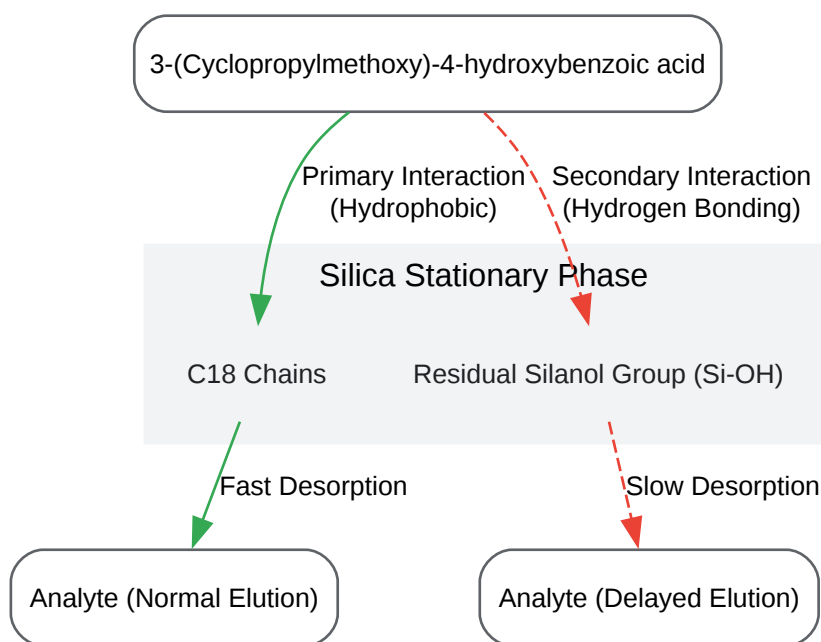 3-(Cyclopropylmethoxy)-4-hydroxybenzoic acid
Primary Interaction
(Hydrophobic)
Secondary Interaction
(Hydrogen Bonding)
Silica Stationary Phase
C18 Chains
Residual Silanol Group (Si-OH)
Fast Desorption
Slow Desorption
Analyte (Normal Elution)
Analyte (Delayed Elution)